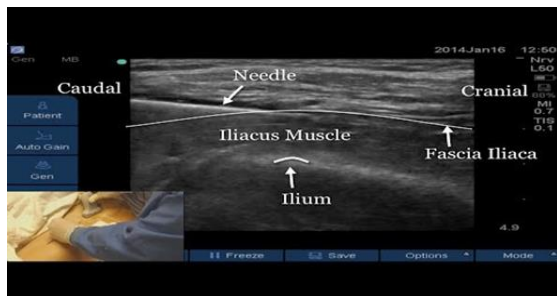 2014Jan16 12:50
Gen MB
Nrv
L50
Caudal
Needle
Cranial
88%
MI
0.7
TIS
0.1
Patient
Iliacus Muscle
Auto Gain
Fascia Iliaca
Gen
Ilium
4.9
Freeze
Save
Options
Mode